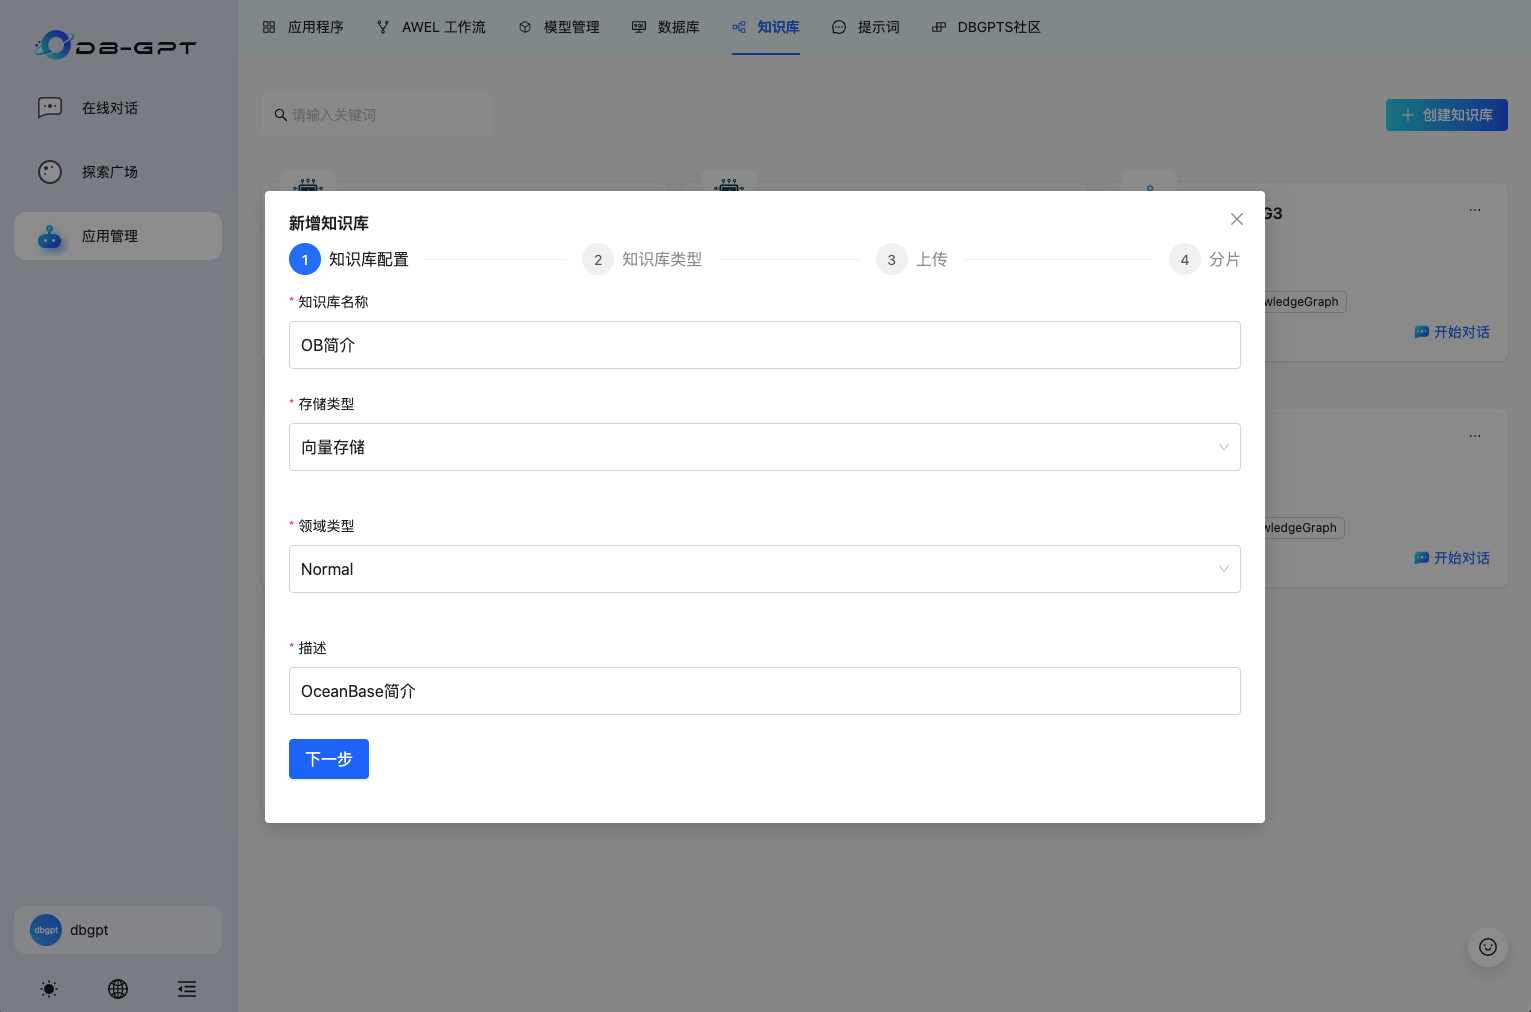 DB-GPT
应用程序
AWEL 工作流
模型管理
数据库
知识库
提示词
DBGPTS社区
在线对话
探索广场
应用管理
请输入关键词
创建知识库
新增知识库
1 知识库配置
2 知识库类型
3 上传
4 分片
* 知识库名称
OB简介
* 存储类型
向量存储
* 领域类型
Normal
* 描述
OceanBase简介
下一步
G3
wledgeGraph
开始对话
wledgeGraph
开始对话
dbgpt
dbgpt